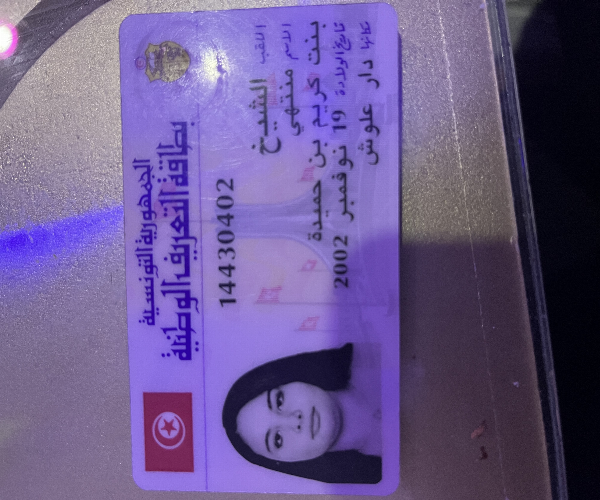 الجمهورية التونسية
بطاقة التعريف الوطنية
14430402
اللقب الشيخ
الاسم منتهي
بنت كريم بن حميدة
تاريخ الولادة 19 نوفمبر 2002
مكانها دار علوش